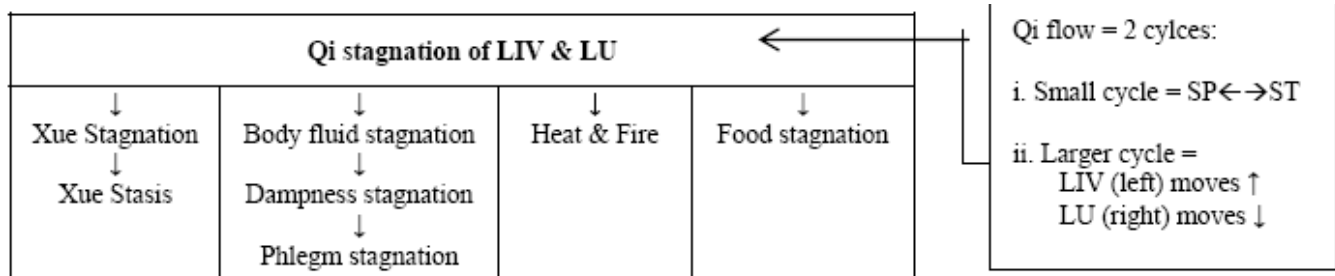 Qi stagnation of LIV & LU
↓
Xue Stagnation
↓
Xue Stasis
↓
Body fluid stagnation
↓
Dampness stagnation
↓
Phlegm stagnation
↓
Heat & Fire
↓
Food stagnation
Qi flow = 2 cylces:
i. Small cycle = SP←→ST
ii. Larger cycle =
LIV (left) moves ↑
LU (right) moves ↓